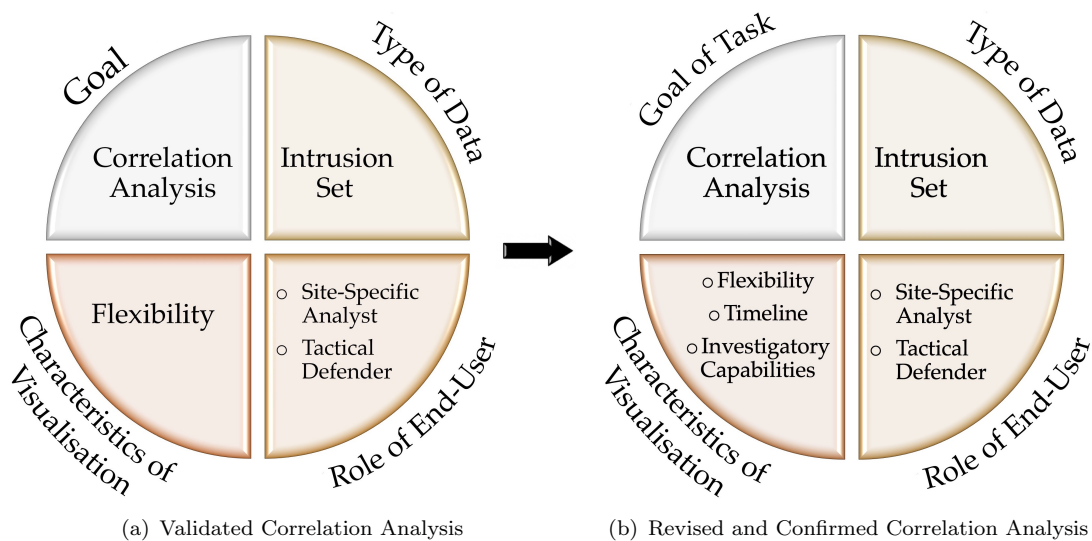 Goal
Type of Data
Correlation
Analysis
Intrusion
Set
Flexibility
○ Site-Specific
Analyst
○ Tactical
Defender
Characteristics of
Visualisation
Role of End-User
(a) Validated Correlation Analysis
Goal of Task
Type of Data
Correlation
Analysis
Intrusion
Set
○ Flexibility
○ Timeline
○ Investigatory
Capabilities
○ Site-Specific
Analyst
○ Tactical
Defender
Characteristics of
Visualisation
Role of End-User
(b) Revised and Confirmed Correlation Analysis